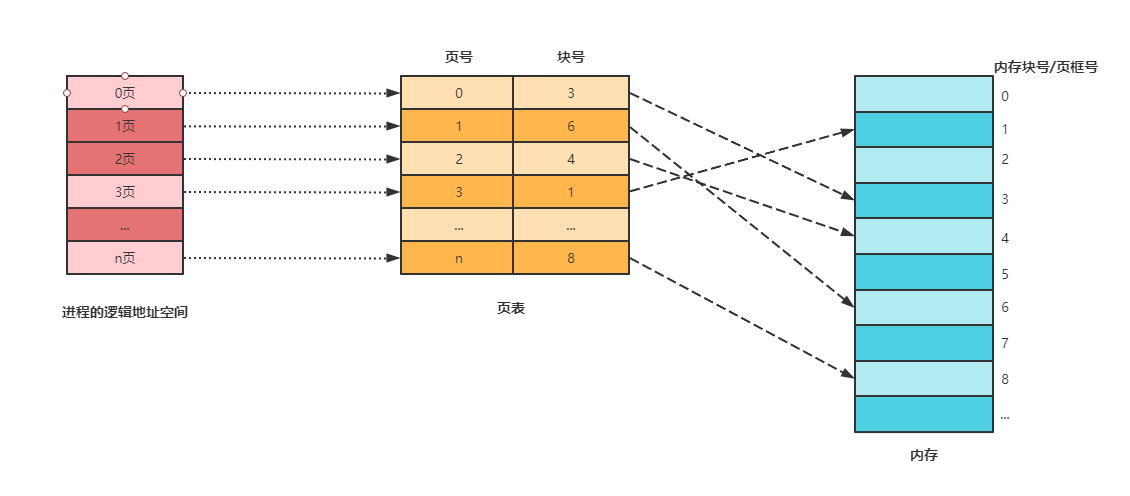 页号 块号
内存块号/页框号
0页 0 3 0
1页 1 6 1
2页 2 4 2
3页 3 1 3
... ... ... 4
n页 n 8 5
6
7
8
...
进程的逻辑地址空间
页表
内存